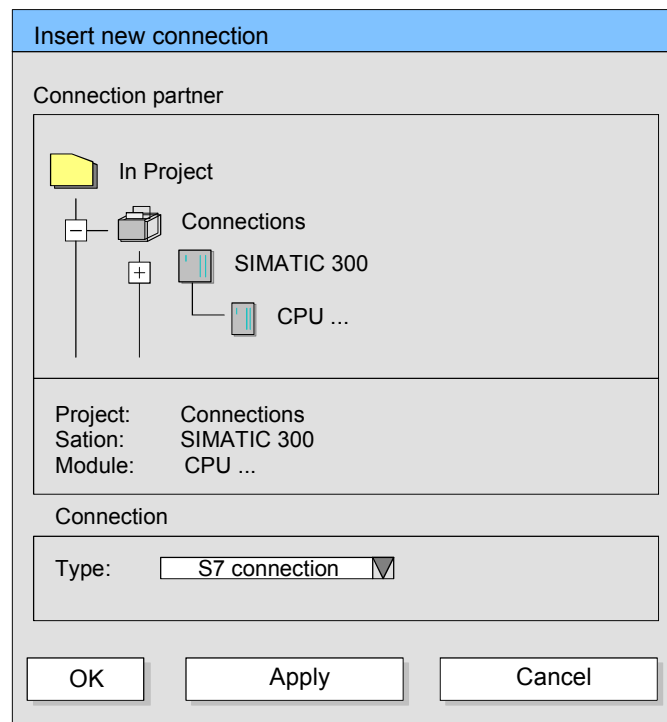 Insert new connection
Connection partner
In Project
Connections
SIMATIC 300
CPU ...
Project: Connections
Sation: SIMATIC 300
Module: CPU ...
Connection
Type: S7 connection
OK Apply Cancel